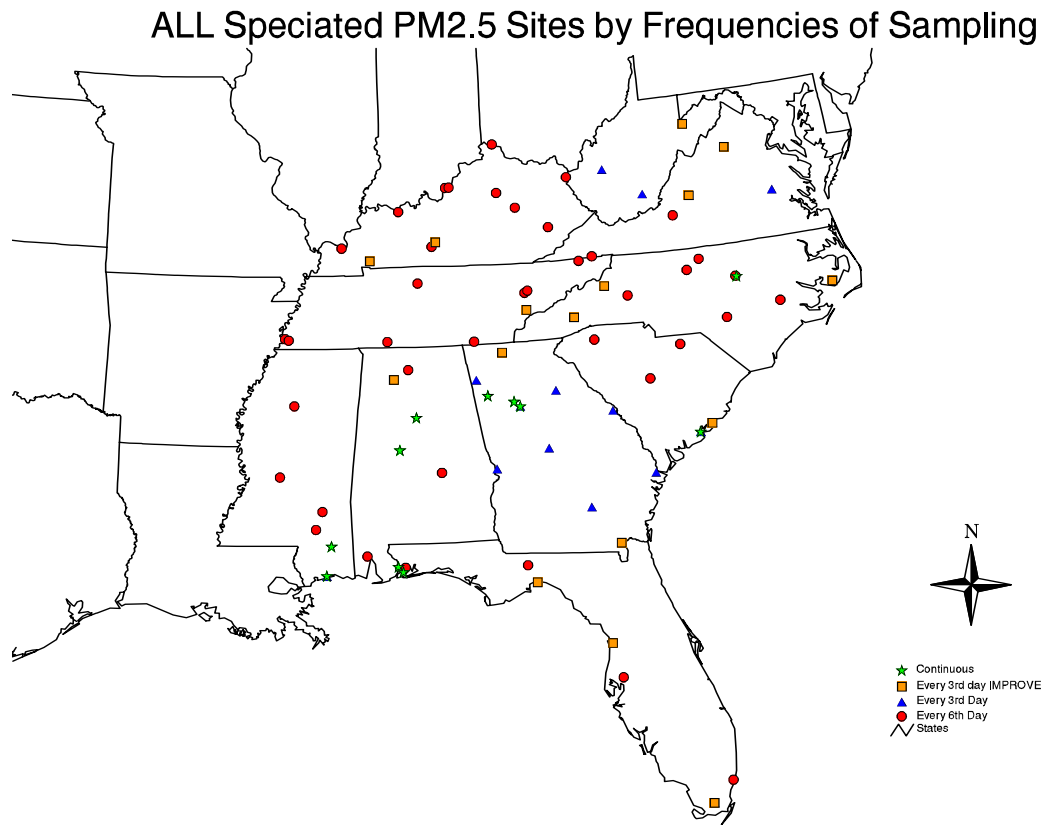 ALL Speciated PM2.5 Sites by Frequencies of Sampling
N
Continuous
Every 3rd day IMPROVE
Every 3rd Day
Every 6th Day
States